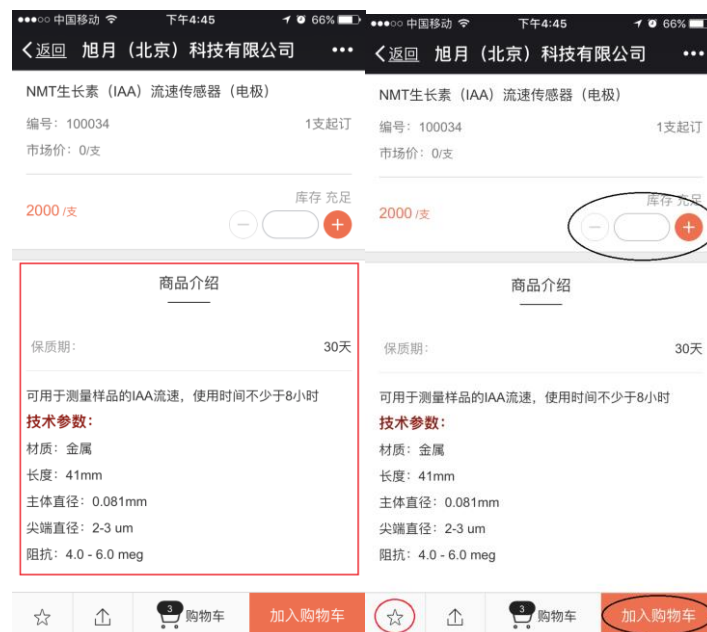 中国移动 下午4:45 66%
返回 旭月（北京）科技有限公司 •••
NMT生长素（IAA）流速传感器（电极）
编号：100034 1支起订
市场价：0/支
库存 充足
2000 /支
商品介绍
保质期： 30天
可用于测量样品的IAA流速，使用时间不少于8小时
技术参数：
材质：金属
长度：41mm
主体直径：0.081mm
尖端直径：2-3 um
阻抗：4.0 - 6.0 meg
3 购物车 加入购物车
中国移动 下午4:45 66%
返回 旭月（北京）科技有限公司 •••
NMT生长素（IAA）流速传感器（电极）
编号：100034 1支起订
市场价：0/支
库存 充足
2000 /支
商品介绍
保质期： 30天
可用于测量样品的IAA流速，使用时间不少于8小时
技术参数：
材质：金属
长度：41mm
主体直径：0.081mm
尖端直径：2-3 um
阻抗：4.0 - 6.0 meg
3 购物车 加入购物车